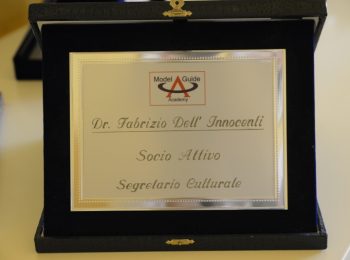 Model Guide
Academy
Dr. Fabrizio Dell' Innocenti
Socio Attivo
Segretario Culturale